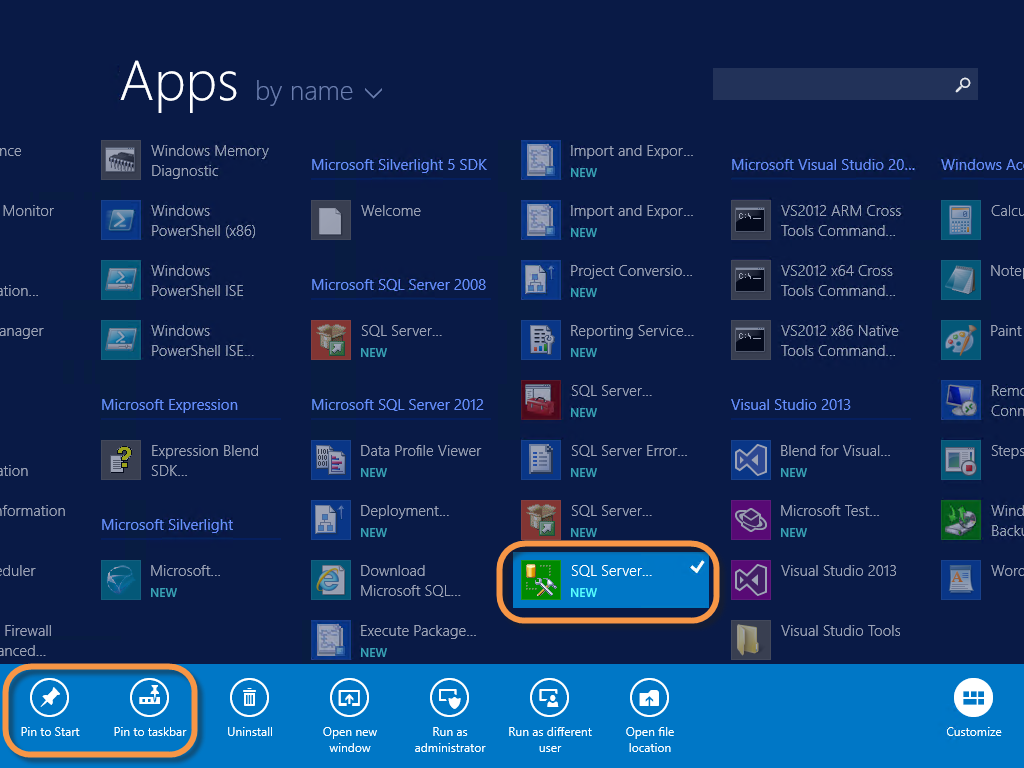 Apps by name
nce
Monitor
ation...
anager
ation
nformation
eduler
Firewall
anced...
Windows Memory
Diagnostic
Windows
PowerShell (x86)
Windows
PowerShell ISE
Windows
PowerShell ISE...
Microsoft Expression
Expression Blend
SDK...
Microsoft Silverlight
Microsoft...
NEW
Microsoft Silverlight 5 SDK
Welcome
Microsoft SQL Server 2008
SQL Server...
NEW
Microsoft SQL Server 2012
Data Profile Viewer
NEW
Deployment...
NEW
Download
Microsoft SQL...
Execute Package...
NEW
Import and Expor...
NEW
Import and Expor...
NEW
Project Conversio...
NEW
Reporting Service...
NEW
SQL Server...
NEW
SQL Server Error...
NEW
SQL Server...
NEW
SQL Server...
NEW
Microsoft Visual Studio 20...
VS2012 ARM Cross
Tools Command...
VS2012 x64 Cross
Tools Command...
VS2012 x86 Native
Tools Command...
Visual Studio 2013
Blend for Visual...
NEW
Microsoft Test...
NEW
Visual Studio 2013
Visual Studio Tools
Windows Acc
Calcu
Notep
Paint
Remo
Conn
Steps
Wind
Backu
Word
Pin to Start
Pin to taskbar
Uninstall
Open new
window
Run as
administrator
Run as different
user
Open file
location
Customize